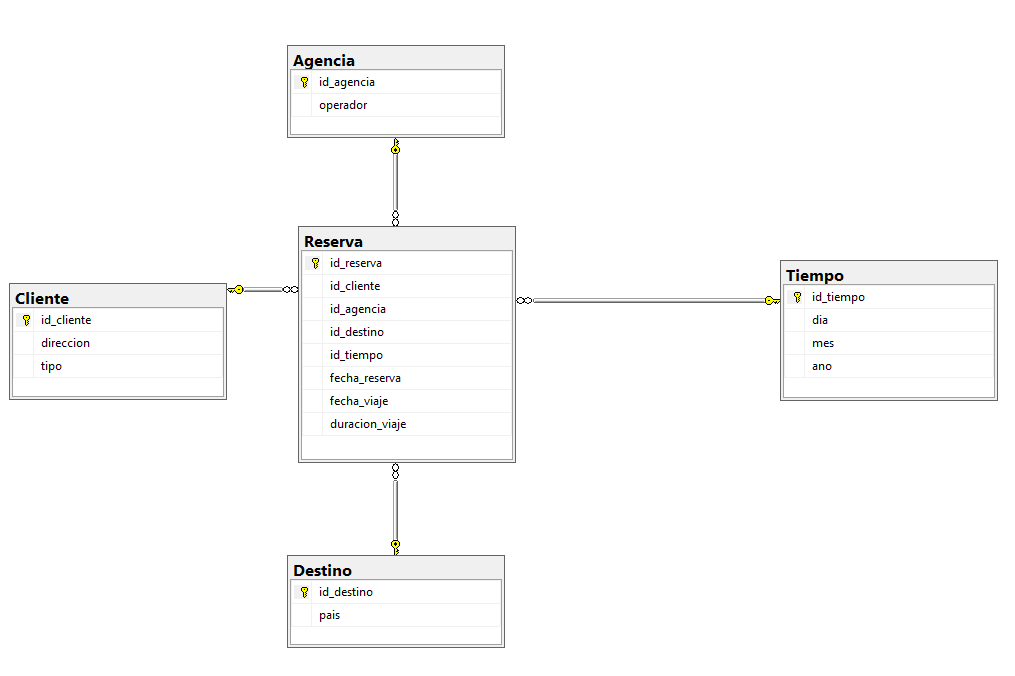 Agencia
id_agencia
operador
Reserva
id_reserva
id_cliente
id_agencia
id_destino
id_tiempo
fecha_reserva
fecha_viaje
duracion_viaje
Cliente
id_cliente
direccion
tipo
Tiempo
id_tiempo
dia
mes
ano
Destino
id_destino
pais